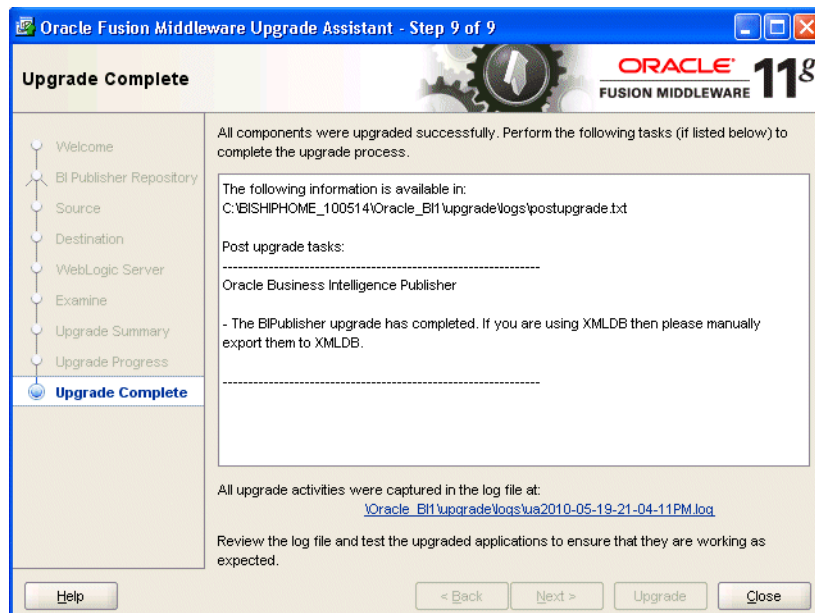 Oracle Fusion Middleware Upgrade Assistant - Step 9 of 9
Upgrade Complete
ORACLE
FUSION MIDDLEWARE
11g
Welcome
BI Publisher Repository
Source
Destination
WebLogic Server
Examine
Upgrade Summary
Upgrade Progress
Upgrade Complete
All components were upgraded successfully. Perform the following tasks (if listed below) to
complete the upgrade process.
The following information is available in:
C:\BISHIPHOME_100514\Oracle_BI1\upgrade\logs\postupgrade.txt
Post upgrade tasks:
----------------------------------------------------------------
Oracle Business Intelligence Publisher
- The BIPublisher upgrade has completed. If you are using XMLDB then please manually
export them to XMLDB.
----------------------------------------------------------------
All upgrade activities were captured in the log file at:
\Oracle_BI1\upgrade\logs\ua2010-05-19-21-04-11PM.log
Review the log file and test the upgraded applications to ensure that they are working as
expected.
Help
< Back
Next >
Upgrade
Close